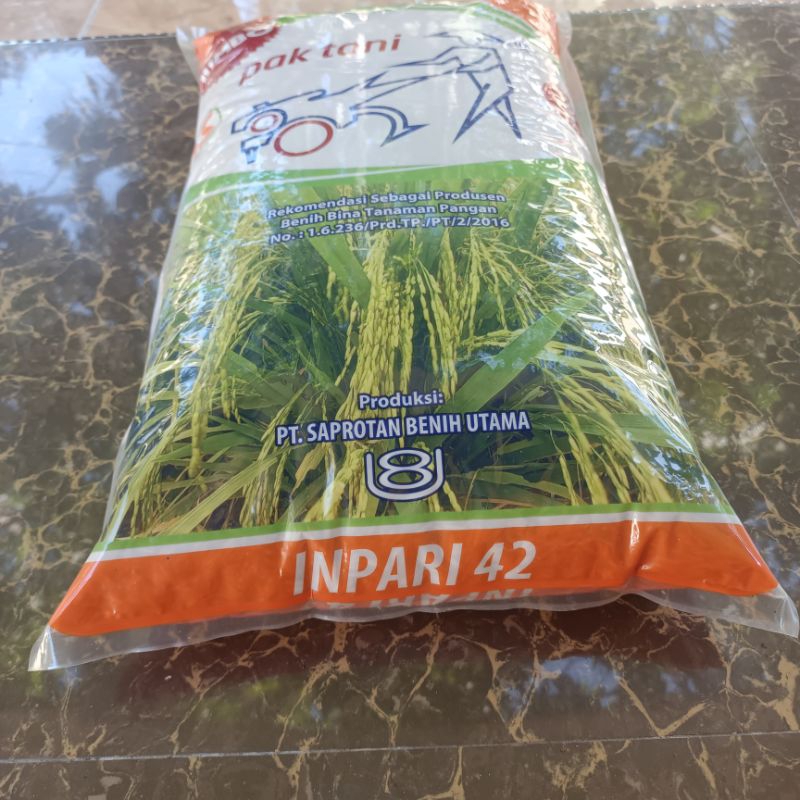 pak tani
Rekomendasi Sebagai Produsen
Benih Bina Tanaman Pangan
No. : 1.6.236/Prd.TP./PT/2/2016
Produksi:
PT. SAPROTAN BENIH UTAMA
INPARI 42